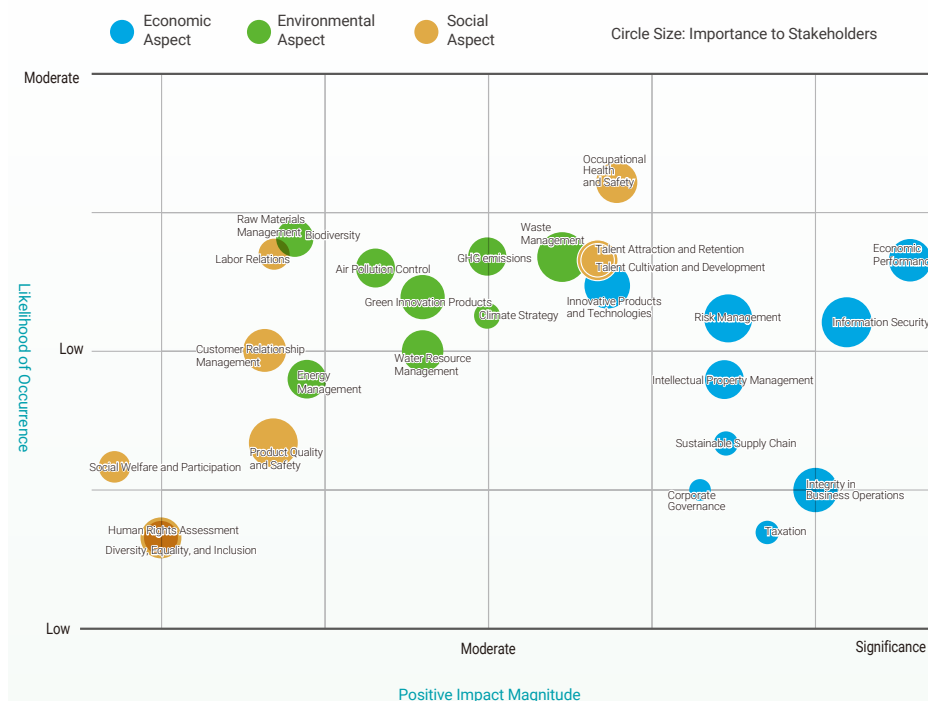 Economic
Aspect
Environmental
Aspect
Social
Aspect
Circle Size: Importance to Stakeholders
Moderate
Occupational
Health
and Safety
Raw Materials
Management
Biodiversity
Labor Relations
Air Pollution Control
GHG emissions
Waste
Management
Talent Attraction and Retention
Talent Cultivation and Development
Economic
Performanc
Green Innovation Products
Innovative Products
and Technologies
Climate Strategy
Risk Management
Information Security
Likelihood of Occurrence
Low
Customer Relationship
Management
Water Resource
Management
Energy
Management
Intellectual Property Management
Product Quality
and Safety
Sustainable Supply Chain
Social Welfare and Participation
Corporate
Governance
Integrity in
Business Operations
Human Rights Assessment
Diversity, Equality, and Inclusion
Taxation
Low
Moderate
Significance
Positive Impact Magnitude